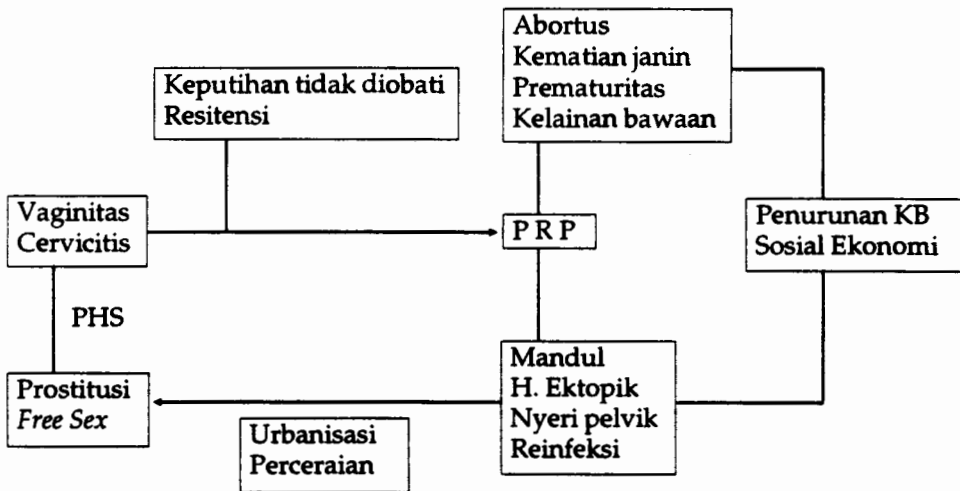 Abortus
Kematian janin
Prematuritas
Kelainan bawaan
Keputihan tidak diobati
Resitensi
Vaginitas
Cervicitis
P R P
Penurunan KB
Sosial Ekonomi
PHS
Prostitusi
Free Sex
Mandul
H. Ektopik
Nyeri pelvik
Reinfeksi
Urbanisasi
Perceraian